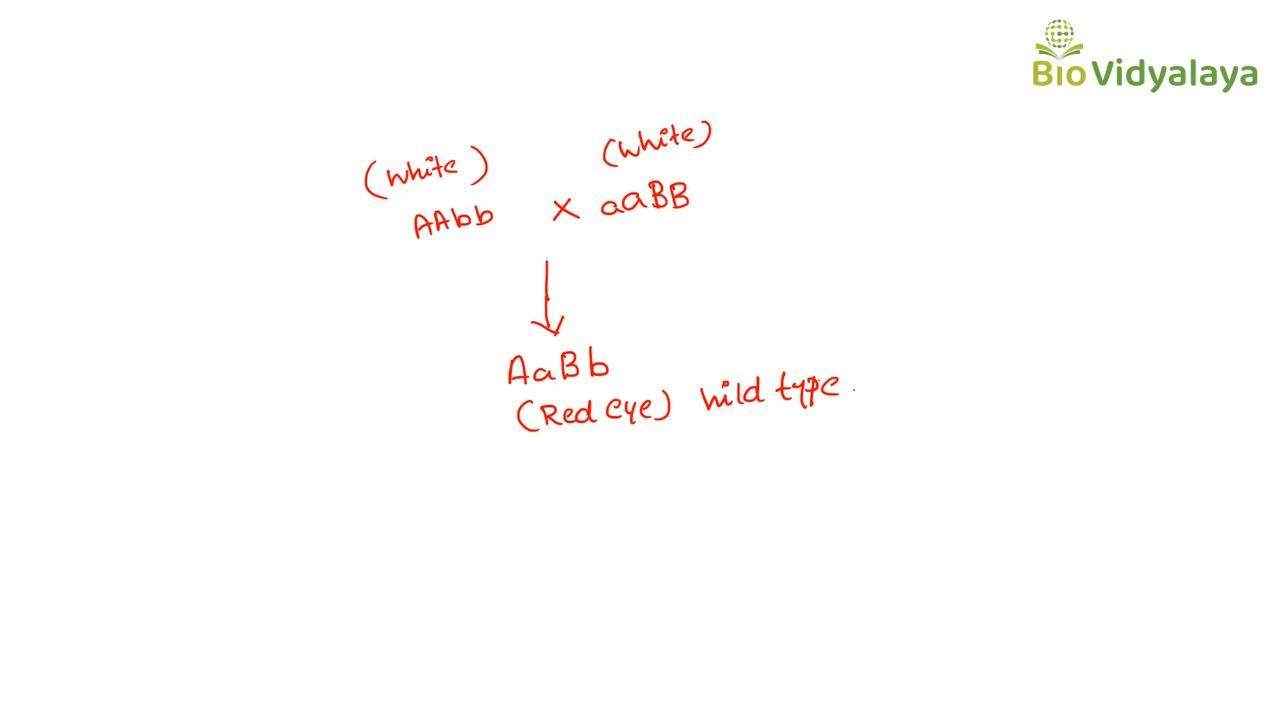 Bio Vidyalaya
(White) (White)
AAbb X aaBB
AaBb
(Red eye) wild type.